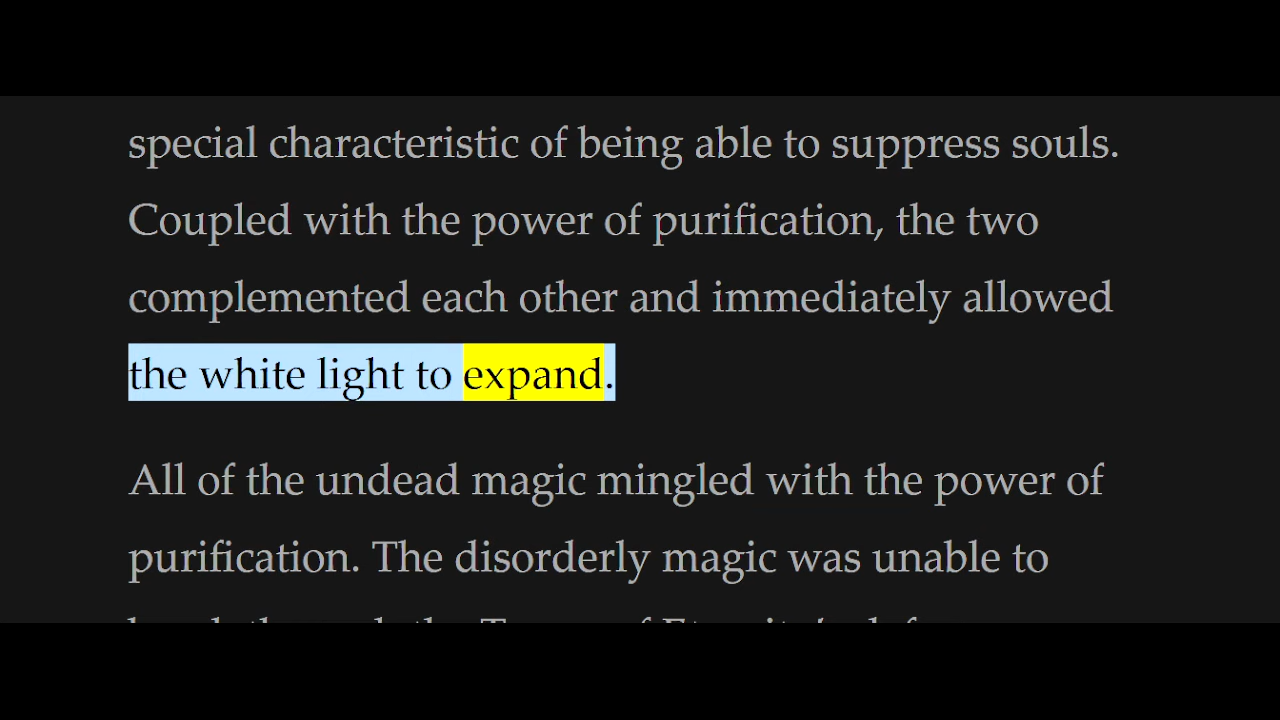 special characteristic of being able to suppress souls.
Coupled with the power of purification, the two
complemented each other and immediately allowed
the white light to expand.
All of the undead magic mingled with the power of
purification. The disorderly magic was unable to